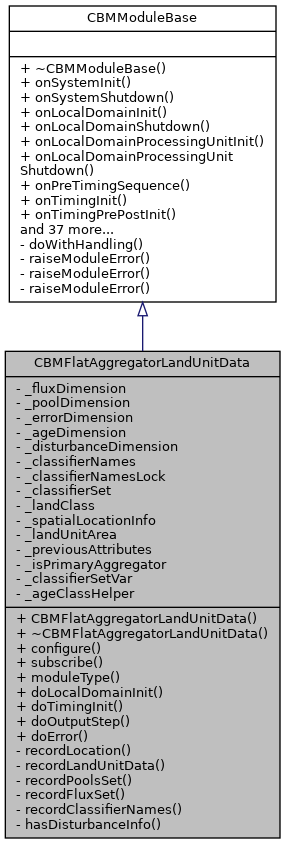 CBMModuleBase
+ ~CBMModuleBase()
+ onSystemInit()
+ onSystemShutdown()
+ onLocalDomainInit()
+ onLocalDomainShutdown()
+ onLocalDomainProcessingUnitInit()
+ onLocalDomainProcessingUnit
Shutdown()
+ onPreTimingSequence()
+ onTimingInit()
+ onTimingPrePostInit()
and 37 more...
- doWithHandling()
- raiseModuleError()
- raiseModuleError()
- raiseModuleError()
CBMFlatAggregatorLandUnitData
- _fluxDimension
- _poolDimension
- _errorDimension
- _ageDimension
- _disturbanceDimension
- _classifierNames
- _classifierNamesLock
- _classifierSet
- _landClass
- _spatialLocationInfo
- _landUnitArea
- _previousAttributes
- _isPrimaryAggregator
- _classifierSetVar
- _ageClassHelper
+ CBMFlatAggregatorLandUnitData()
+ ~CBMFlatAggregatorLandUnitData()
+ configure()
+ subscribe()
+ moduleType()
+ doLocalDomainInit()
+ doTimingInit()
+ doOutputStep()
+ doError()
- recordLocation()
- recordLandUnitData()
- recordPoolsSet()
- recordFluxSet()
- recordClassifierNames()
- hasDisturbanceInfo()